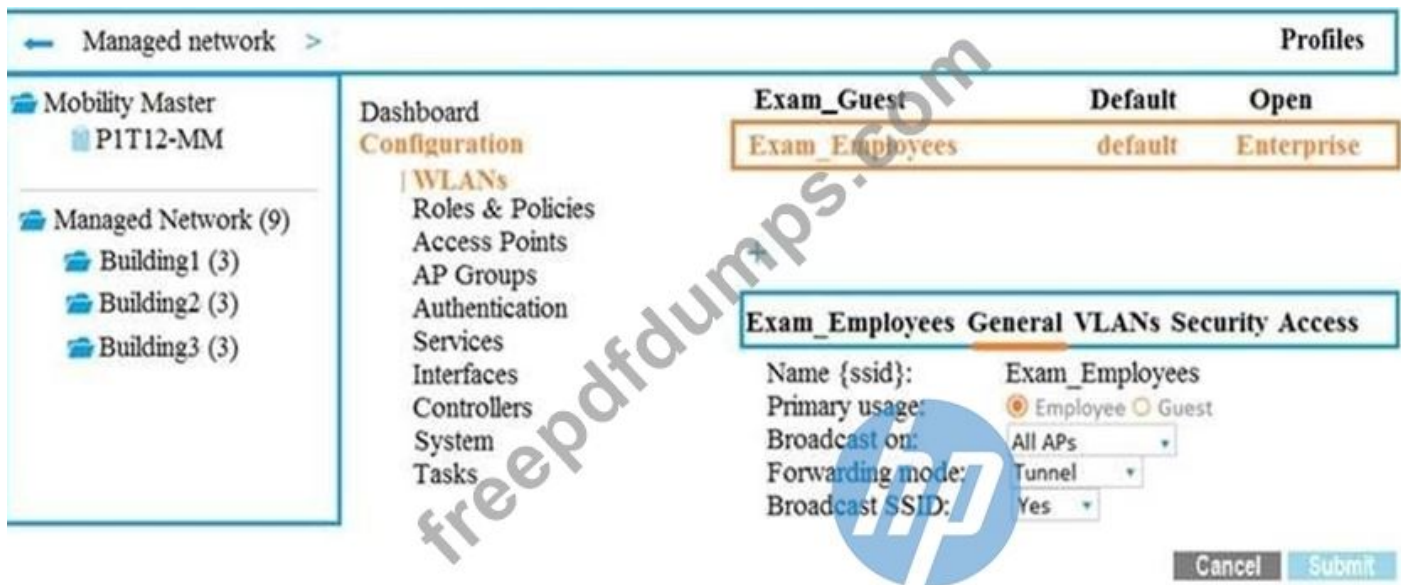 Managed network >
Profiles
Mobility Master
P1T12-MM
Managed Network (9)
Building1 (3)
Building2 (3)
Building3 (3)
Dashboard
Configuration
WLANs
Roles & Policies
Access Points
AP Groups
Authentication
Services
Interfaces
Controllers
System
Tasks
Exam_Guest Default Open
Exam_Employees default Enterprise
+
Exam_Employees General VLANs Security Access
Name {ssid}: Exam_Employees
Primary usage: Employee Guest
Broadcast on: All APs
Forwarding mode: Tunnel
Broadcast SSID: Yes
Cancel Submit
freepdfdumps.com
hp